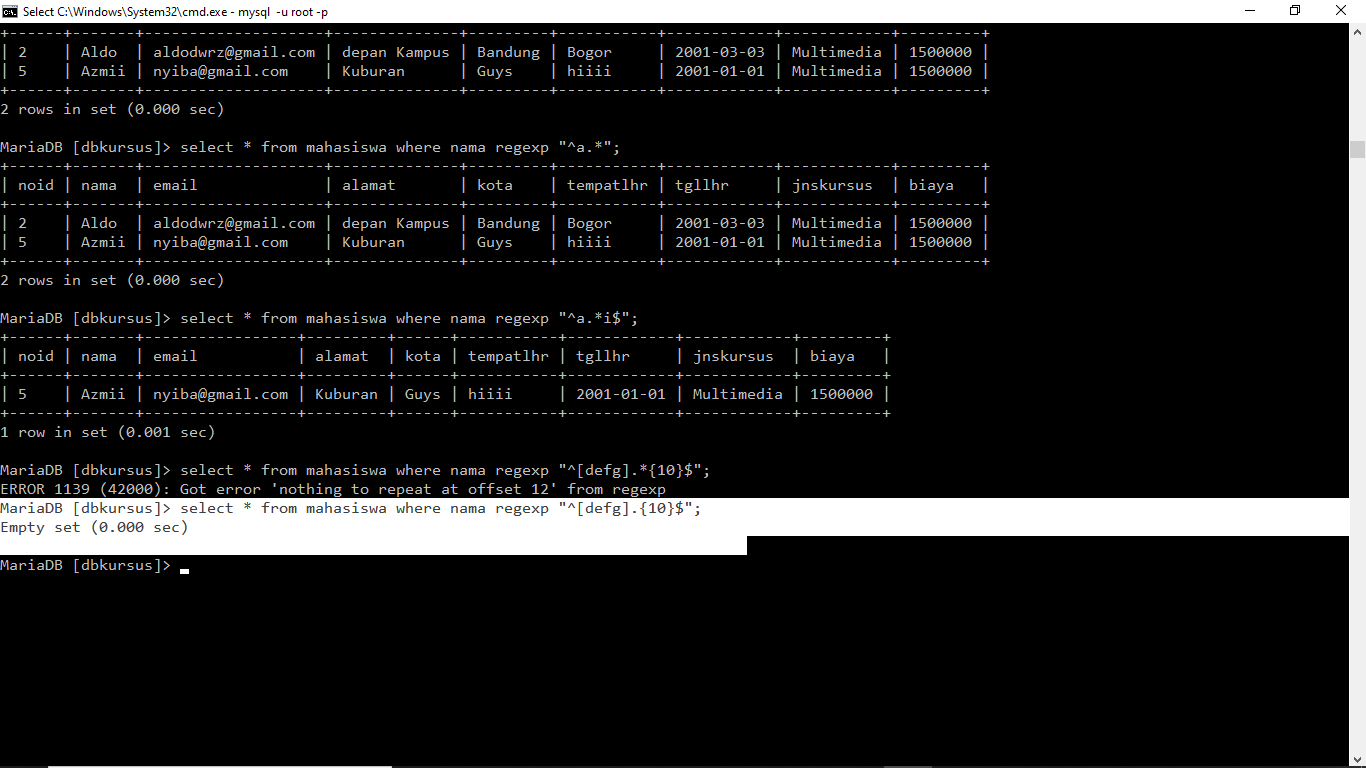 Select C:\Windows\System32\cmd.exe - mysql -u root -p
+------+-------+--------------------+--------------+---------+-----------+------------+------------+---------+
| 2    | Aldo  | aldodwrz@gmail.com | depan Kampus | Bandung | Bogor     | 2001-03-03 | Multimedia | 1500000 |
| 5    | Azmii | nyiba@gmail.com    | Kuburan      | Guys    | hiiii     | 2001-01-01 | Multimedia | 1500000 |
+------+-------+--------------------+--------------+---------+-----------+------------+------------+---------+
2 rows in set (0.000 sec)
MariaDB [dbkursus]> select * from mahasiswa where nama regexp "^a.*";
+------+-------+--------------------+--------------+---------+-----------+------------+------------+---------+
| noid | nama  | email              | alamat       | kota    | tempatlhr | tgllhr     | jnskursus  | biaya   |
+------+-------+--------------------+--------------+---------+-----------+------------+------------+---------+
| 2    | Aldo  | aldodwrz@gmail.com | depan Kampus | Bandung | Bogor     | 2001-03-03 | Multimedia | 1500000 |
| 5    | Azmii | nyiba@gmail.com    | Kuburan      | Guys    | hiiii     | 2001-01-01 | Multimedia | 1500000 |
+------+-------+--------------------+--------------+---------+-----------+------------+------------+---------+
2 rows in set (0.000 sec)
MariaDB [dbkursus]> select * from mahasiswa where nama regexp "^a.*i$";
+------+-------+-----------------+---------+------+-----------+------------+------------+---------+
| noid | nama  | email           | alamat  | kota | tempatlhr | tgllhr     | jnskursus  | biaya   |
+------+-------+-----------------+---------+------+-----------+------------+------------+---------+
| 5    | Azmii | nyiba@gmail.com | Kuburan | Guys | hiiii     | 2001-01-01 | Multimedia | 1500000 |
+------+-------+-----------------+---------+------+-----------+------------+------------+---------+
1 row in set (0.001 sec)
MariaDB [dbkursus]> select * from mahasiswa where nama regexp "^[defg].*{10}$";
ERROR 1139 (42000): Got error 'nothing to repeat at offset 12' from regexp
MariaDB [dbkursus]> select * from mahasiswa where nama regexp "^[defg].{10}$";
Empty set (0.000 sec)
MariaDB [dbkursus]>